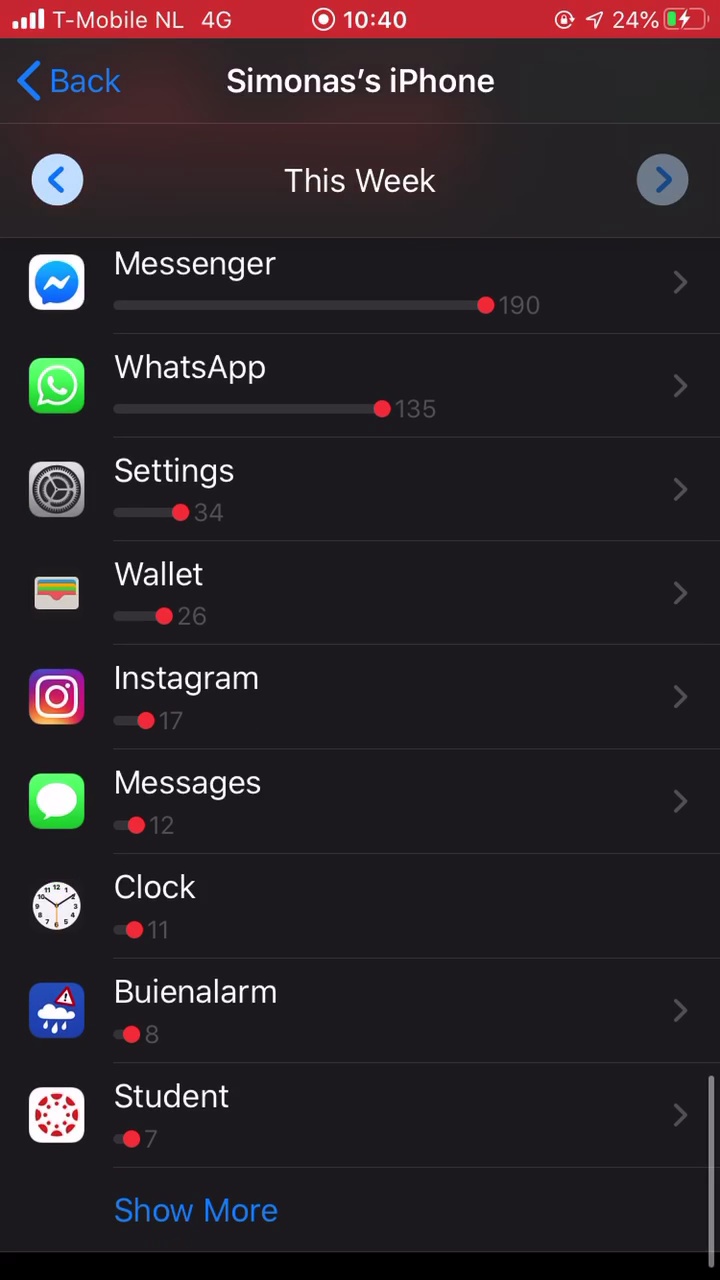 T-Mobile NL 4G 10:40 24%
Back Simonas’s iPhone
This Week
Messenger
190
WhatsApp
135
Settings
34
Wallet
26
Instagram
17
Messages
12
Clock
11
Buienalarm
8
Student
7
Show More